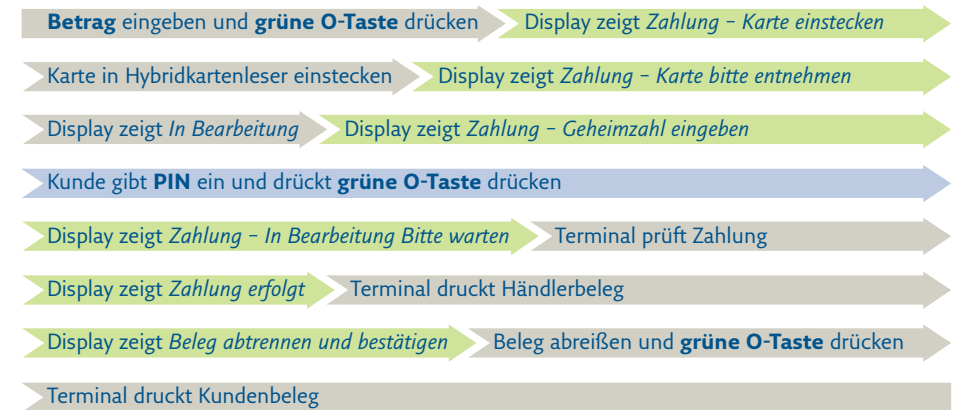 Betrag eingeben und grüne O-Taste drücken Display zeigt Zahlung – Karte einstecken
Karte in Hybridkartenleser einstecken Display zeigt Zahlung – Karte bitte entnehmen
Display zeigt In Bearbeitung Display zeigt Zahlung – Geheimzahl eingeben
Kunde gibt PIN ein und drückt grüne O-Taste drücken
Display zeigt Zahlung – In Bearbeitung Bitte warten Terminal prüft Zahlung
Display zeigt Zahlung erfolgt Terminal druckt Händlerbeleg
Display zeigt Beleg abtrennen und bestätigen Beleg abreißen und grüne O-Taste drücken
Terminal druckt Kundenbeleg